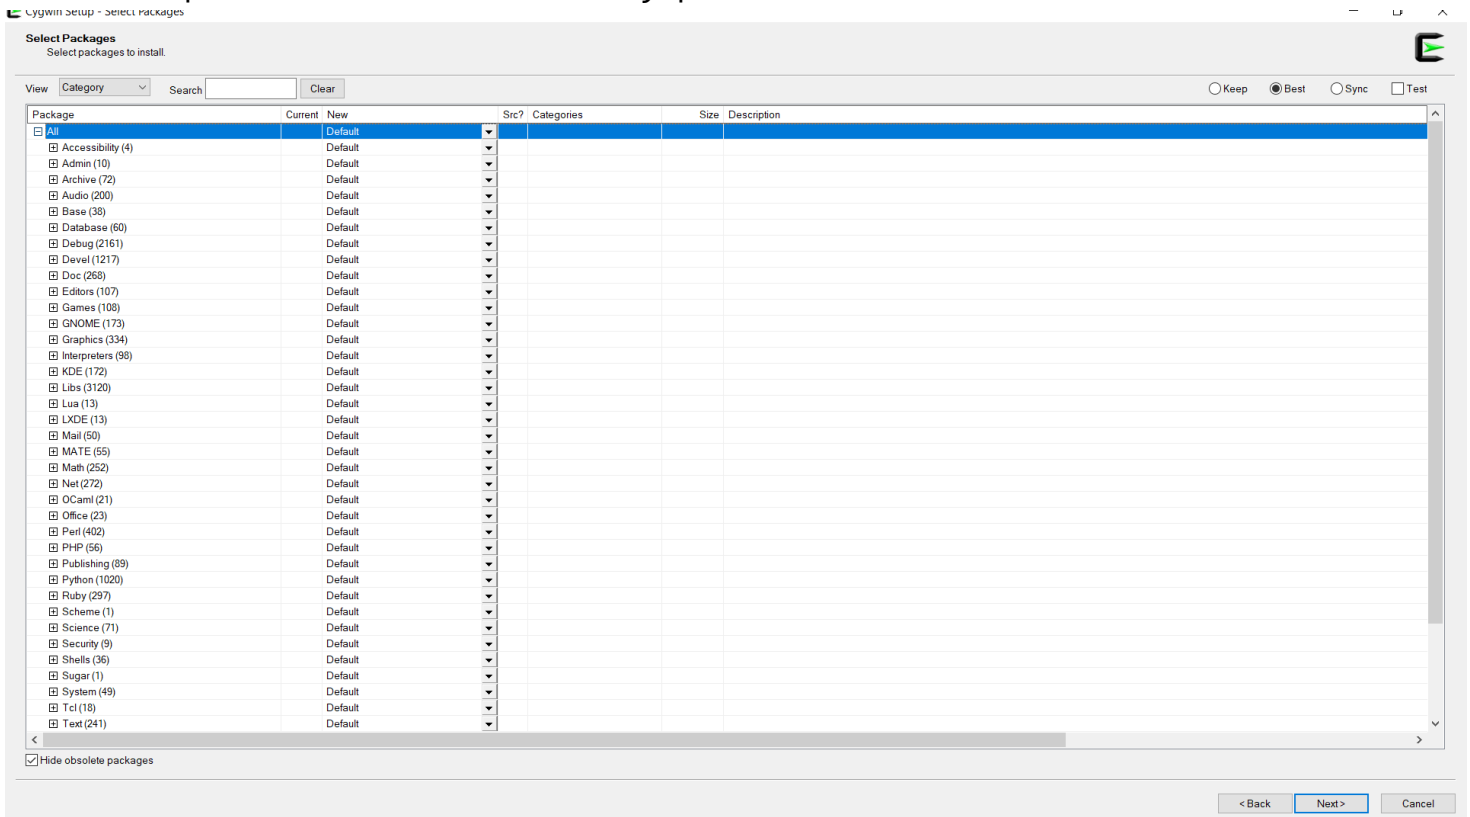 Cygwin Setup - Select Packages
Select Packages
Select packages to install.
View Category Search Clear Keep Best Sync Test
Package Current New Src? Categories Size Description
All Default
Accessibility (4) Default
Admin (10) Default
Archive (72) Default
Audio (200) Default
Base (38) Default
Database (60) Default
Debug (2161) Default
Devel (1217) Default
Doc (268) Default
Editors (107) Default
Games (108) Default
GNOME (173) Default
Graphics (334) Default
Interpreters (98) Default
KDE (172) Default
Libs (3120) Default
Lua (13) Default
LXDE (13) Default
Mail (50) Default
MATE (55) Default
Math (252) Default
Net (272) Default
OCaml (21) Default
Office (23) Default
Perl (402) Default
PHP (56) Default
Publishing (89) Default
Python (1020) Default
Ruby (297) Default
Scheme (1) Default
Science (71) Default
Security (9) Default
Shells (36) Default
Sugar (1) Default
System (49) Default
Tcl (18) Default
Text (241) Default
Hide obsolete packages
< Back Next > Cancel